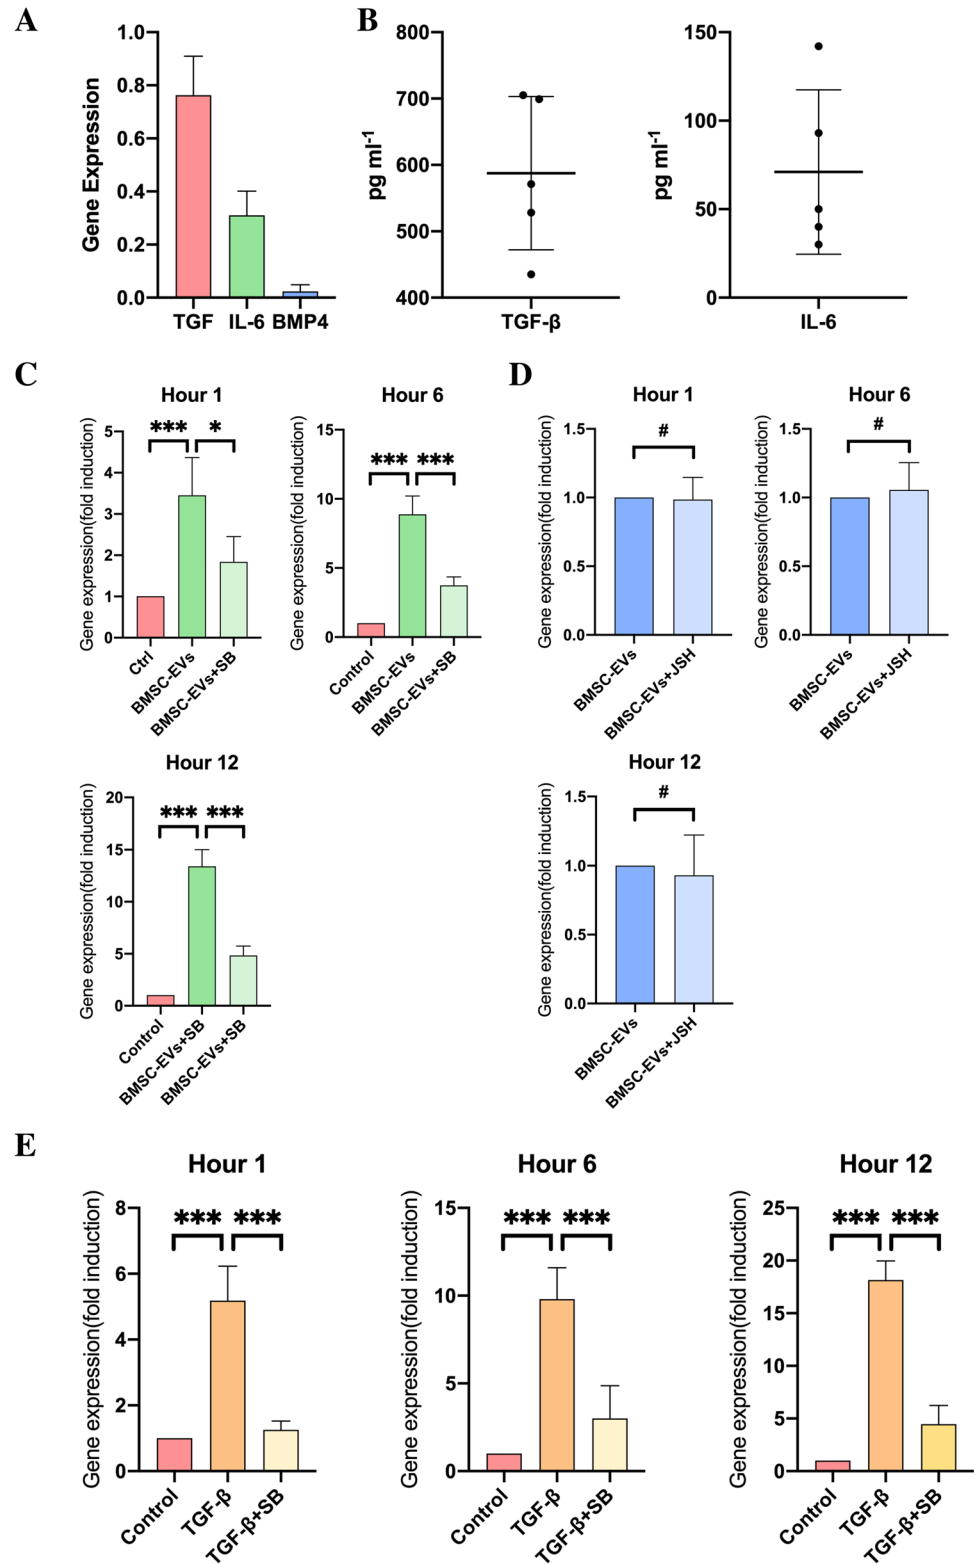 A
Gene Expression
1.0
0.8
0.6
0.4
0.2
0.0
TGF IL-6 BMP4
B
pg ml-1
800
700
600
500
400
TGF-β
pg ml-1
150
100
50
0
IL-6
C
Hour 1
Gene expression(fold induction)
5
4
3
2
1
0
*** *
Ctrl
BMSC-EVs
BMSC-EVs+SB
Hour 6
Gene expression(fold induction)
15
10
5
0
*** ***
Control
BMSC-EVs
BMSC-EVs+SB
Hour 12
Gene expression(fold induction)
20
15
10
5
0
*** ***
Control
BMSC-EVs+SB
BMSC-EVs+SB
D
Hour 1
Gene expression(fold induction)
1.5
1.0
0.5
0.0
#
BMSC-EVs
BMSC-EVs+JSH
Hour 6
Gene expression(fold induction)
1.5
1.0
0.5
0.0
#
BMSC-EVs
BMSC-EVs+JSH
Hour 12
Gene expression(fold induction)
1.5
1.0
0.5
0.0
#
BMSC-EVs
BMSC-EVs+JSH
E
Hour 1
Gene expression(fold induction)
8
6
4
2
0
*** ***
Control
TGF-β
TGF-β+SB
Hour 6
Gene expression(fold induction)
15
10
5
0
*** ***
Control
TGF-β
TGF-β+SB
Hour 12
Gene expression(fold induction)
25
20
15
10
5
0
*** ***
Control
TGF-β
TGF-β+SB